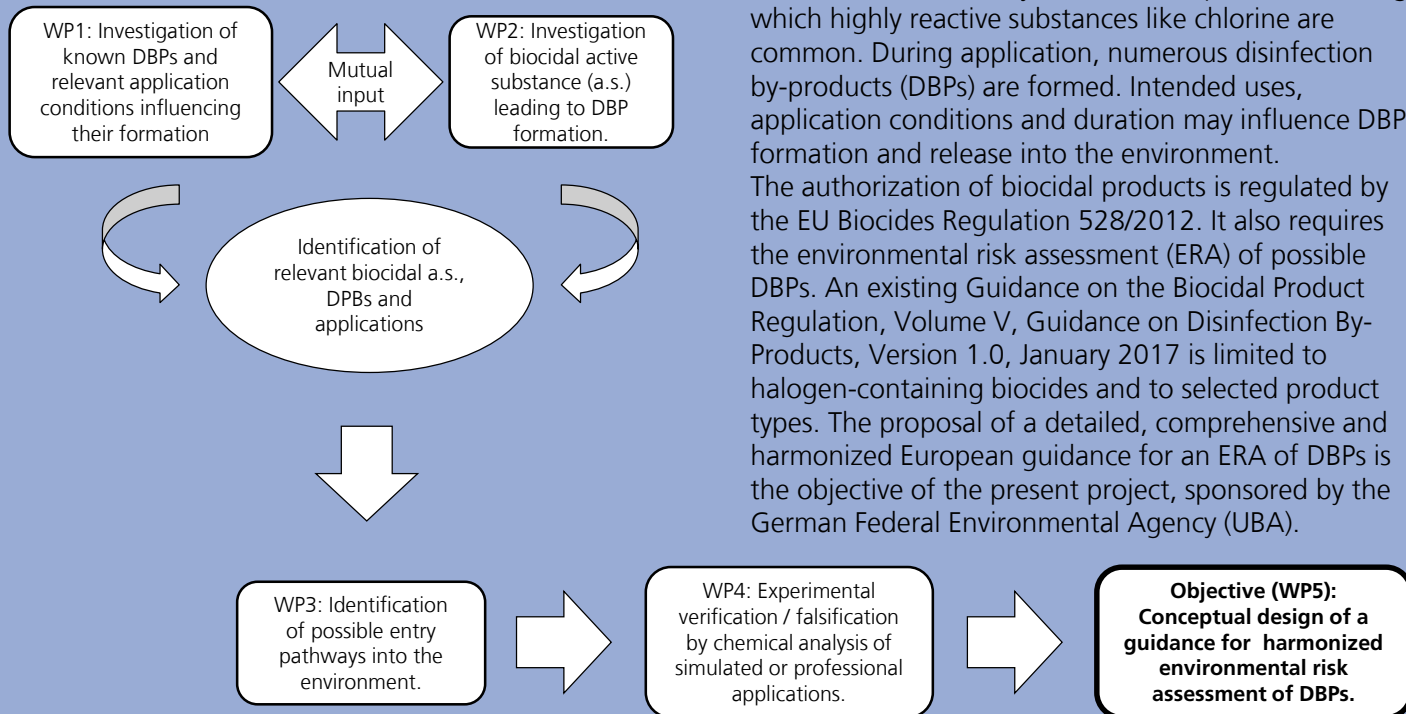 WP1: Investigation of
known DBPs and
relevant application
conditions influencing
their formation
Mutual
input
WP2: Investigation
of biocidal active
substance (a.s.)
leading to DBP
formation.
Identification of
relevant biocidal a.s.,
DPBs and
applications
which highly reactive substances like chlorine are
common. During application, numerous disinfection
by-products (DBPs) are formed. Intended uses,
application conditions and duration may influence DBP
formation and release into the environment.
The authorization of biocidal products is regulated by
the EU Biocides Regulation 528/2012. It also requires
the environmental risk assessment (ERA) of possible
DBPs. An existing Guidance on the Biocidal Product
Regulation, Volume V, Guidance on Disinfection By-
Products, Version 1.0, January 2017 is limited to
halogen-containing biocides and to selected product
types. The proposal of a detailed, comprehensive and
harmonized European guidance for an ERA of DBPs is
the objective of the present project, sponsored by the
German Federal Environmental Agency (UBA).
WP3: Identification
of possible entry
pathways into the
environment.
WP4: Experimental
verification / falsification
by chemical analysis of
simulated or professional
applications.
Objective (WP5):
Conceptual design of a
guidance for harmonized
environmental risk
assessment of DBPs.